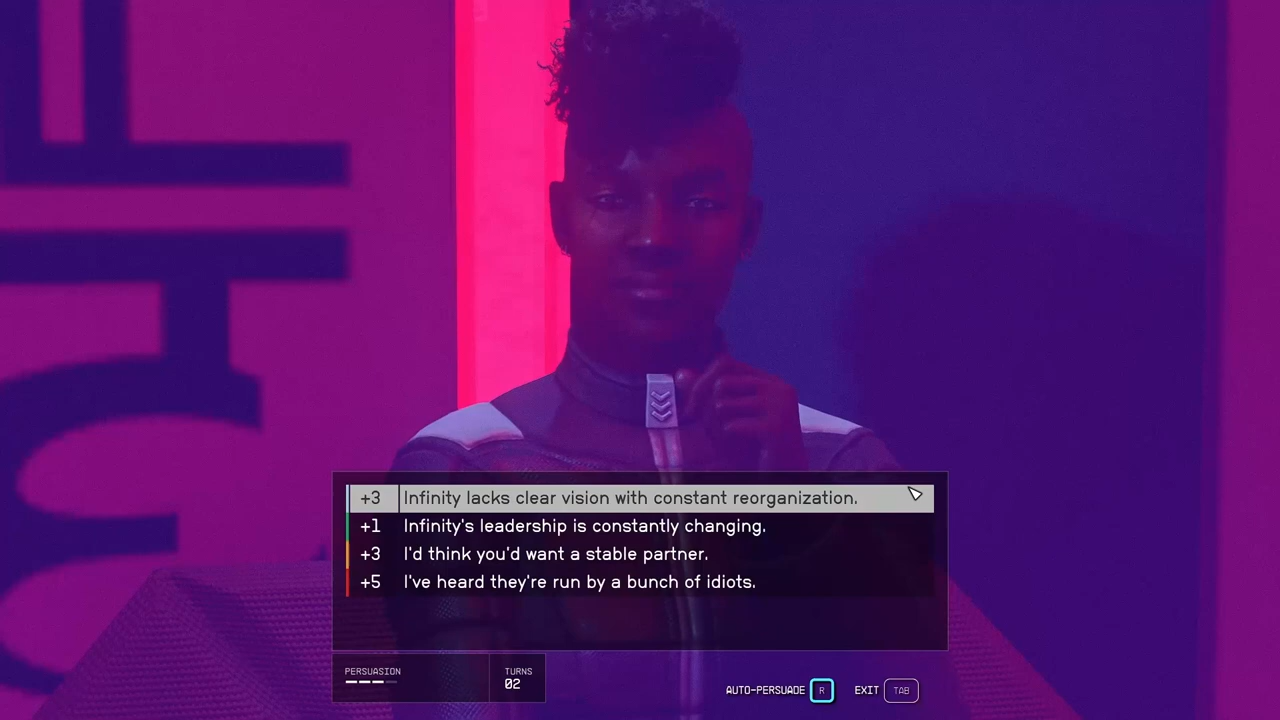 +3 Infinity lacks clear vision with constant reorganization.
+1 Infinity's leadership is constantly changing.
+3 I'd think you'd want a stable partner.
+5 I've heard they're run by a bunch of idiots.
PERSUASION
TURNS
02
AUTO-PERSUADE R EXIT TAB